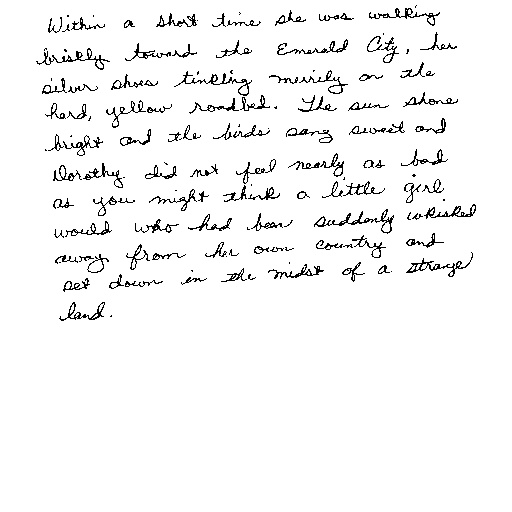 Within a short time she was walking
briskly toward the Emerald City, her
silver shoes tinkling merrily on the
hard, yellow roadbed. The sun shone
bright and the birds sang sweet and
Dorothy did not feel nearly as bad
as you might think a little girl
would who had been suddenly whisked
away from her own country and
set down in the midst of a strange
land.